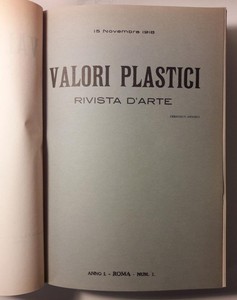 15 Novembre 1918
VALORI PLASTICI
RIVISTA D'ARTE
ANNO I. - ROMA - NUM. 1.